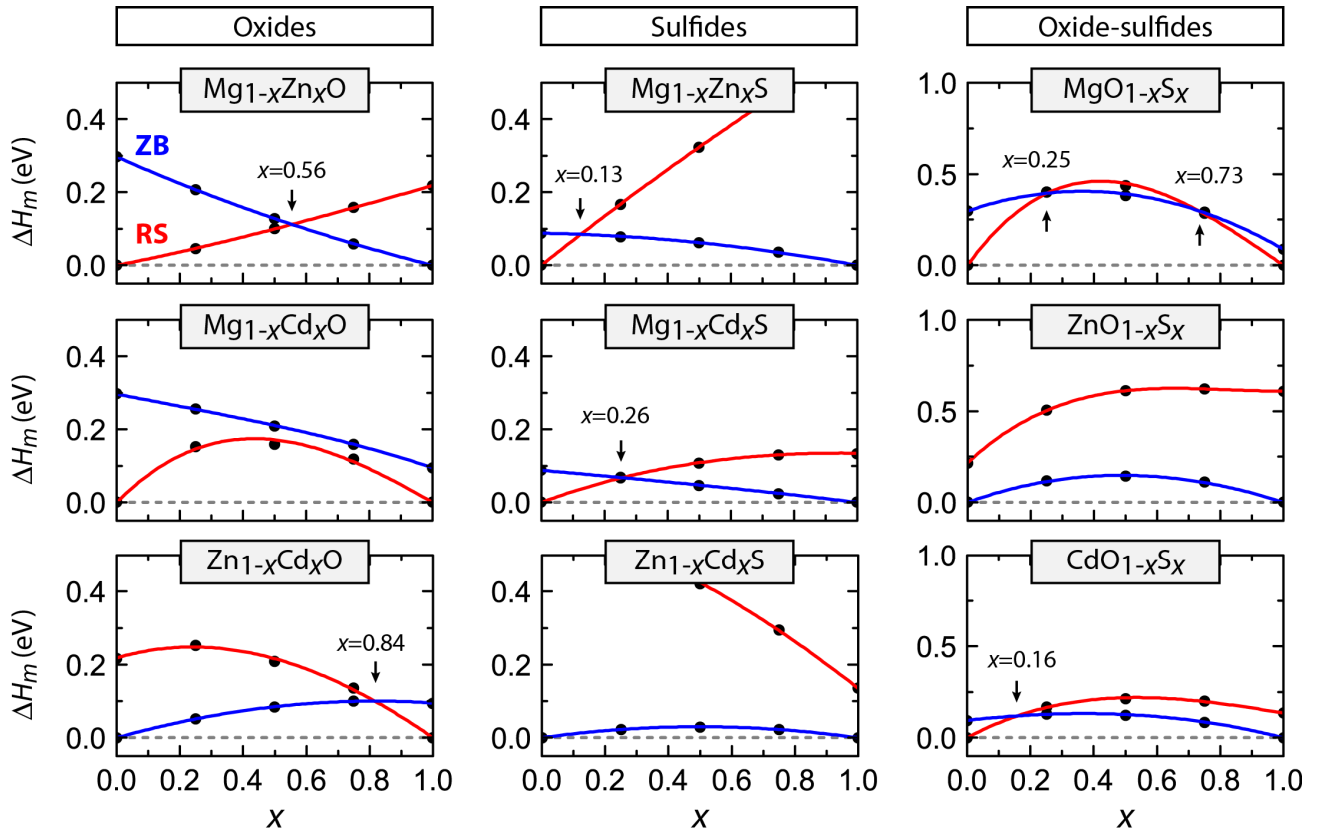 Oxides
Sulfides
Oxide-sulfides
Mg1-xZnxO
Mg1-xZnxS
MgO1-xSx
ΔHm (eV)
0.4
0.2
0.0
ZB
RS
x=0.56
0.4
0.2
0.0
x=0.13
1.0
0.5
0.0
x=0.25
x=0.73
Mg1-xCdxO
Mg1-xCdxS
ZnO1-xSx
ΔHm (eV)
0.4
0.2
0.0
0.4
0.2
0.0
x=0.26
1.0
0.5
0.0
Zn1-xCdxO
Zn1-xCdxS
CdO1-xSx
ΔHm (eV)
0.4
0.2
0.0
x=0.84
0.4
0.2
0.0
1.0
0.5
0.0
x=0.16
0.0 0.2 0.4 0.6 0.8 1.0
0.0 0.2 0.4 0.6 0.8 1.0
0.0 0.2 0.4 0.6 0.8 1.0
x
x
x